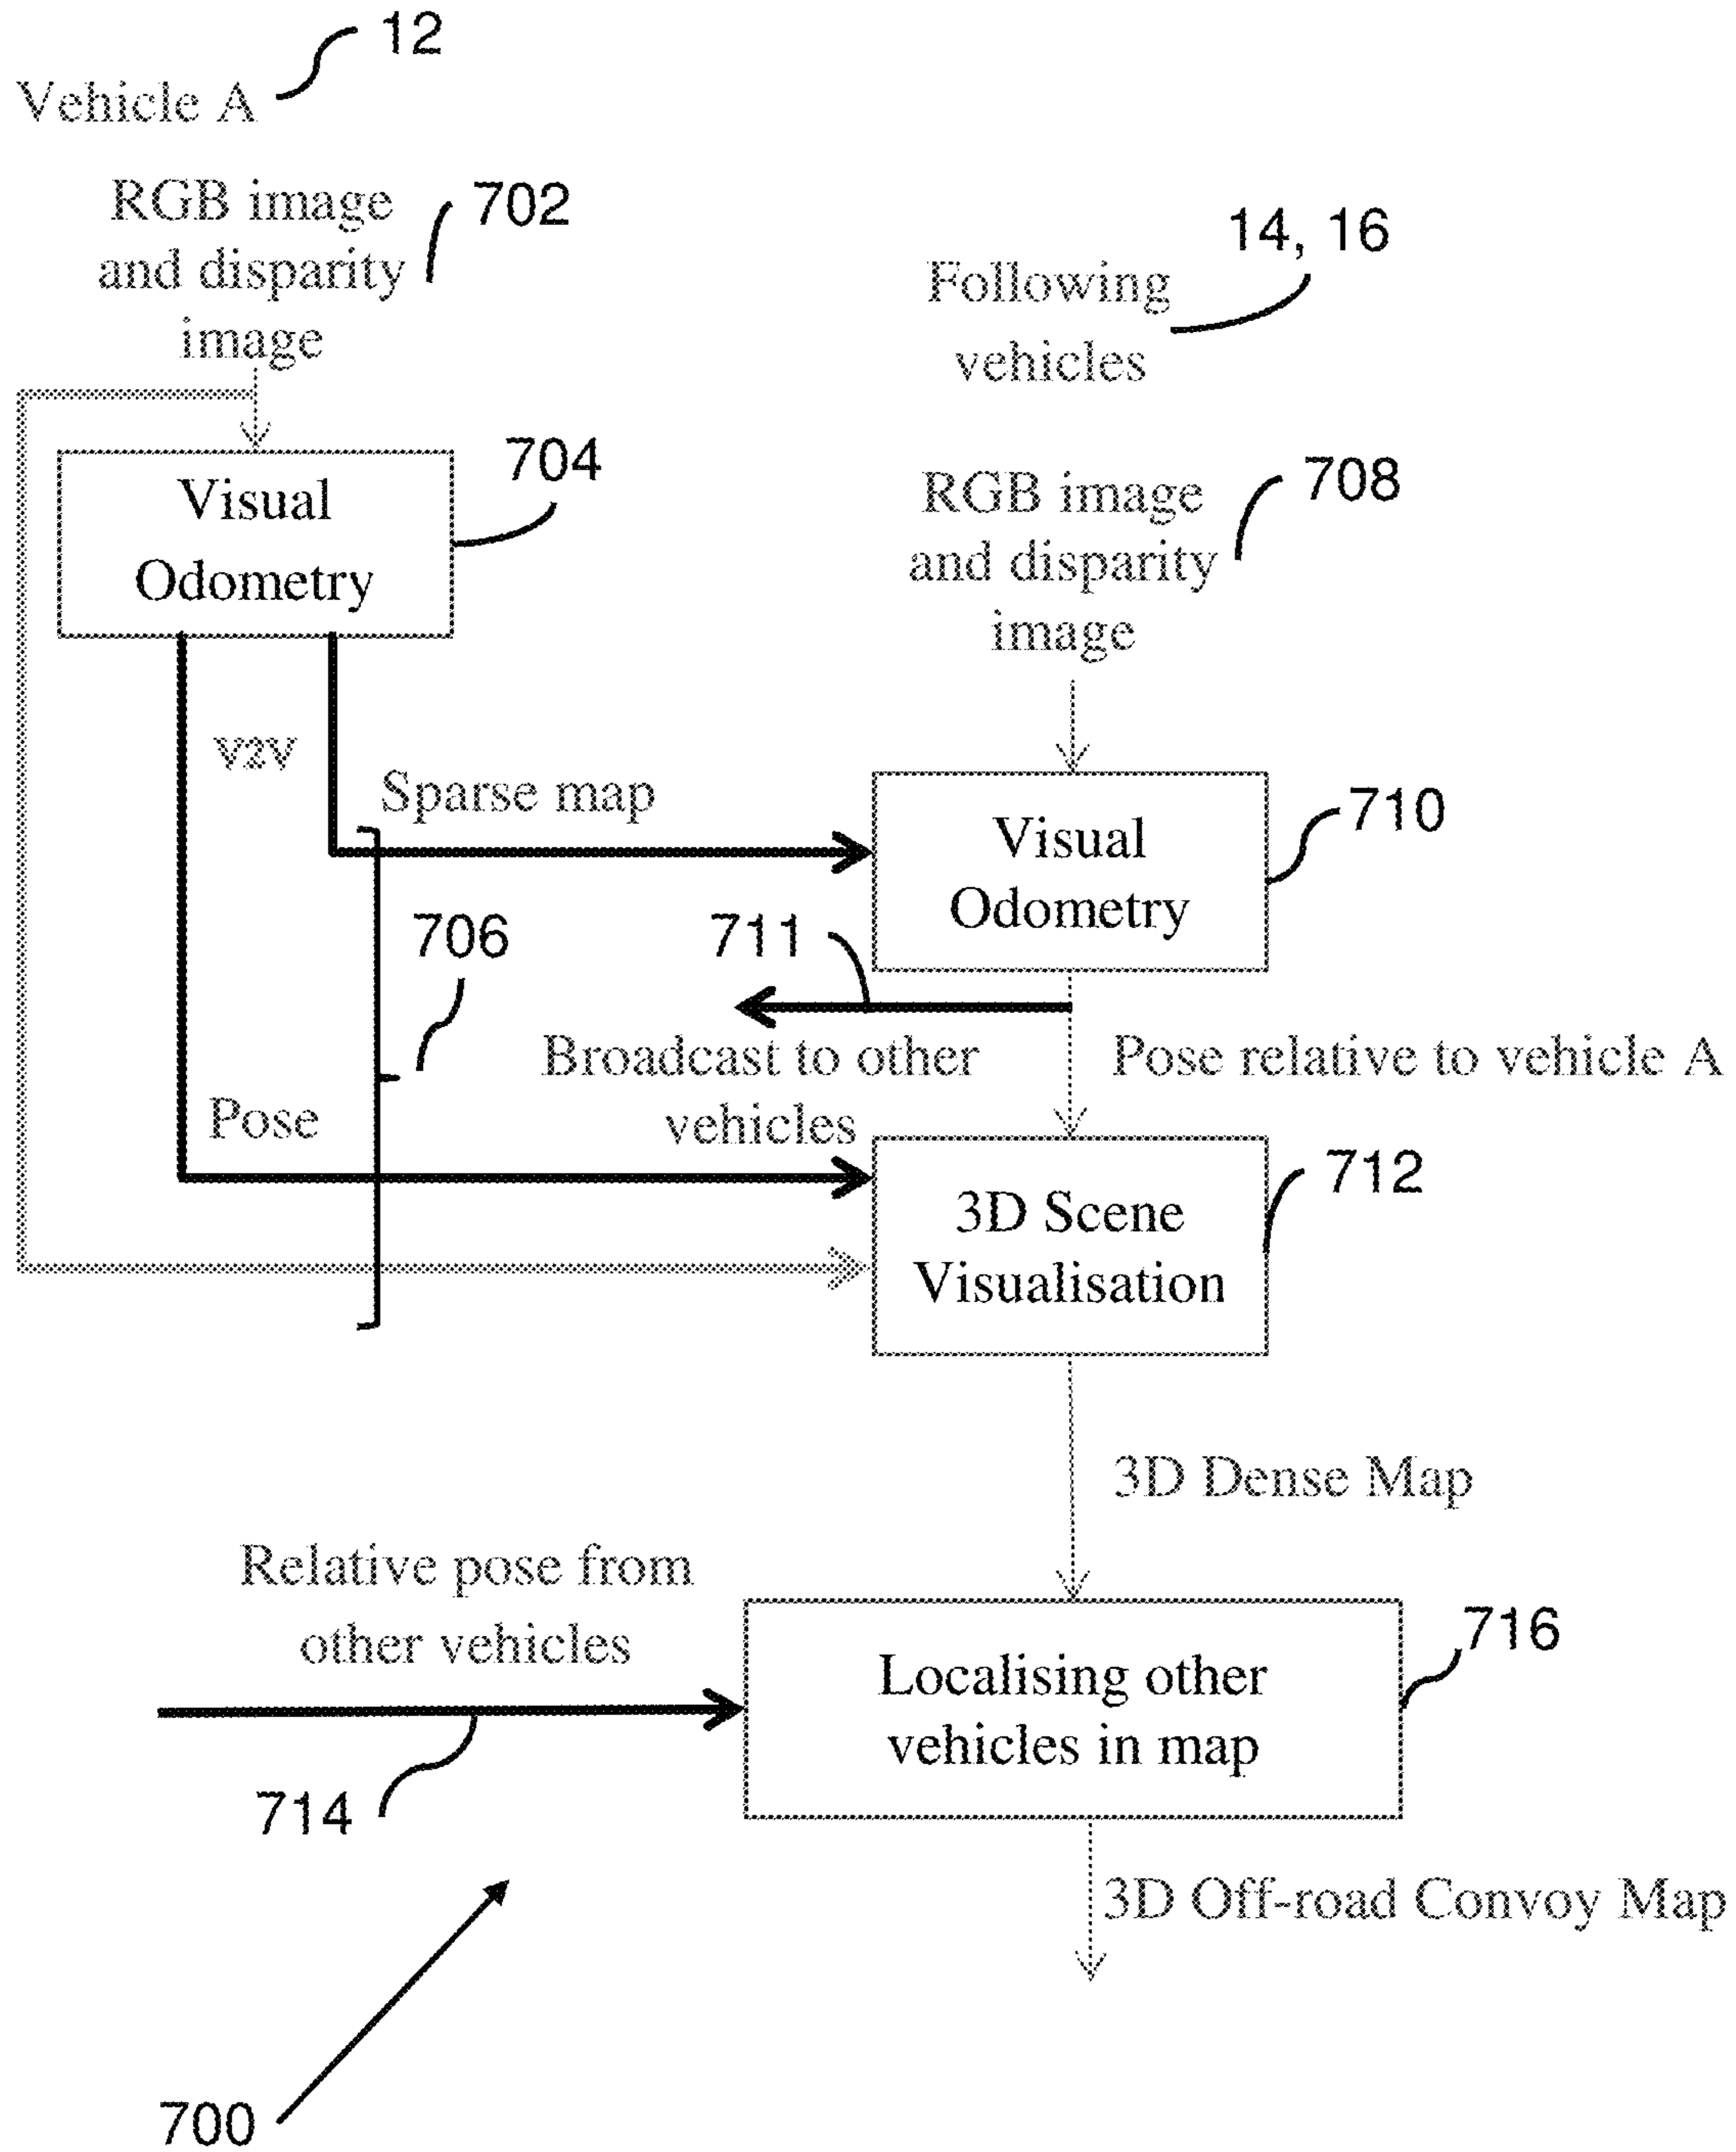 12
Vehicle A
RGB image
and disparity
image
702
14, 16
Following
vehicles
Visual
Odometry
704
RGB image
and disparity
image
708
V2V
Sparse map
Visual
Odometry
710
706
711
Broadcast to other
vehicles
Pose relative to vehicle A
Pose
3D Scene
Visualisation
712
3D Dense Map
Relative pose from
other vehicles
714
Localising other
vehicles in map
716
3D Off-road Convoy Map
700